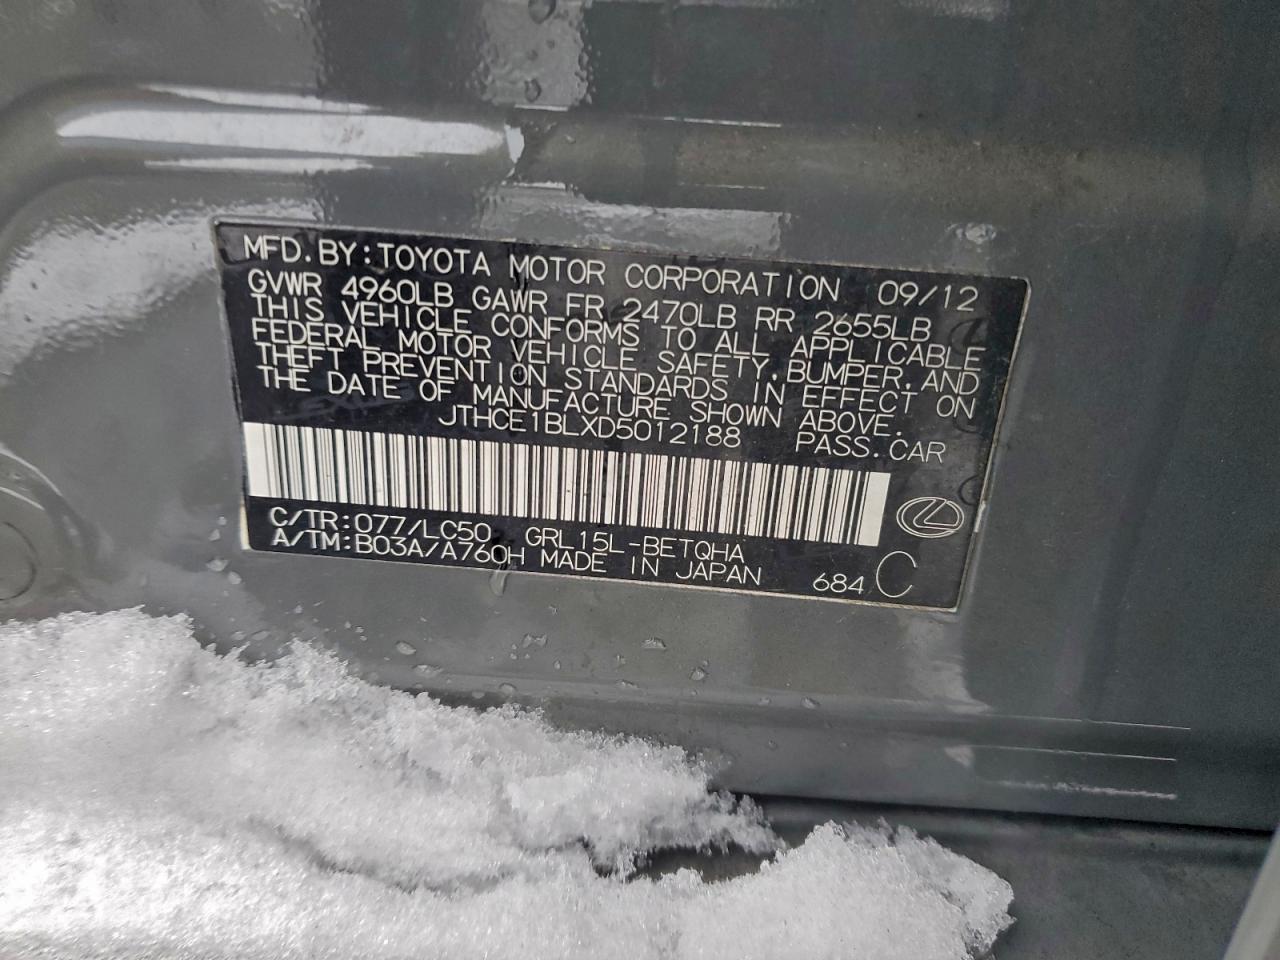 MFD.BY:TOYOTA MOTOR CORPORATION 09/12
GVWR 4960LB GAWR FR 2470LB RR 2655LB
THIS VEHICLE CONFORMS TO ALL APPLICABLE
FEDERAL MOTOR VEHICLE SAFETY,BUMPER,AND
THEFT PREVENTION STANDARDS IN EFFECT ON
THE DATE OF MANUFACTURE SHOWN ABOVE.
JTHCE1BLXD5012188 PASS.CAR
C/TR:077/LC50 GRL15L-BETQHA
A/TM:B03A/A760H MADE IN JAPAN 684 C